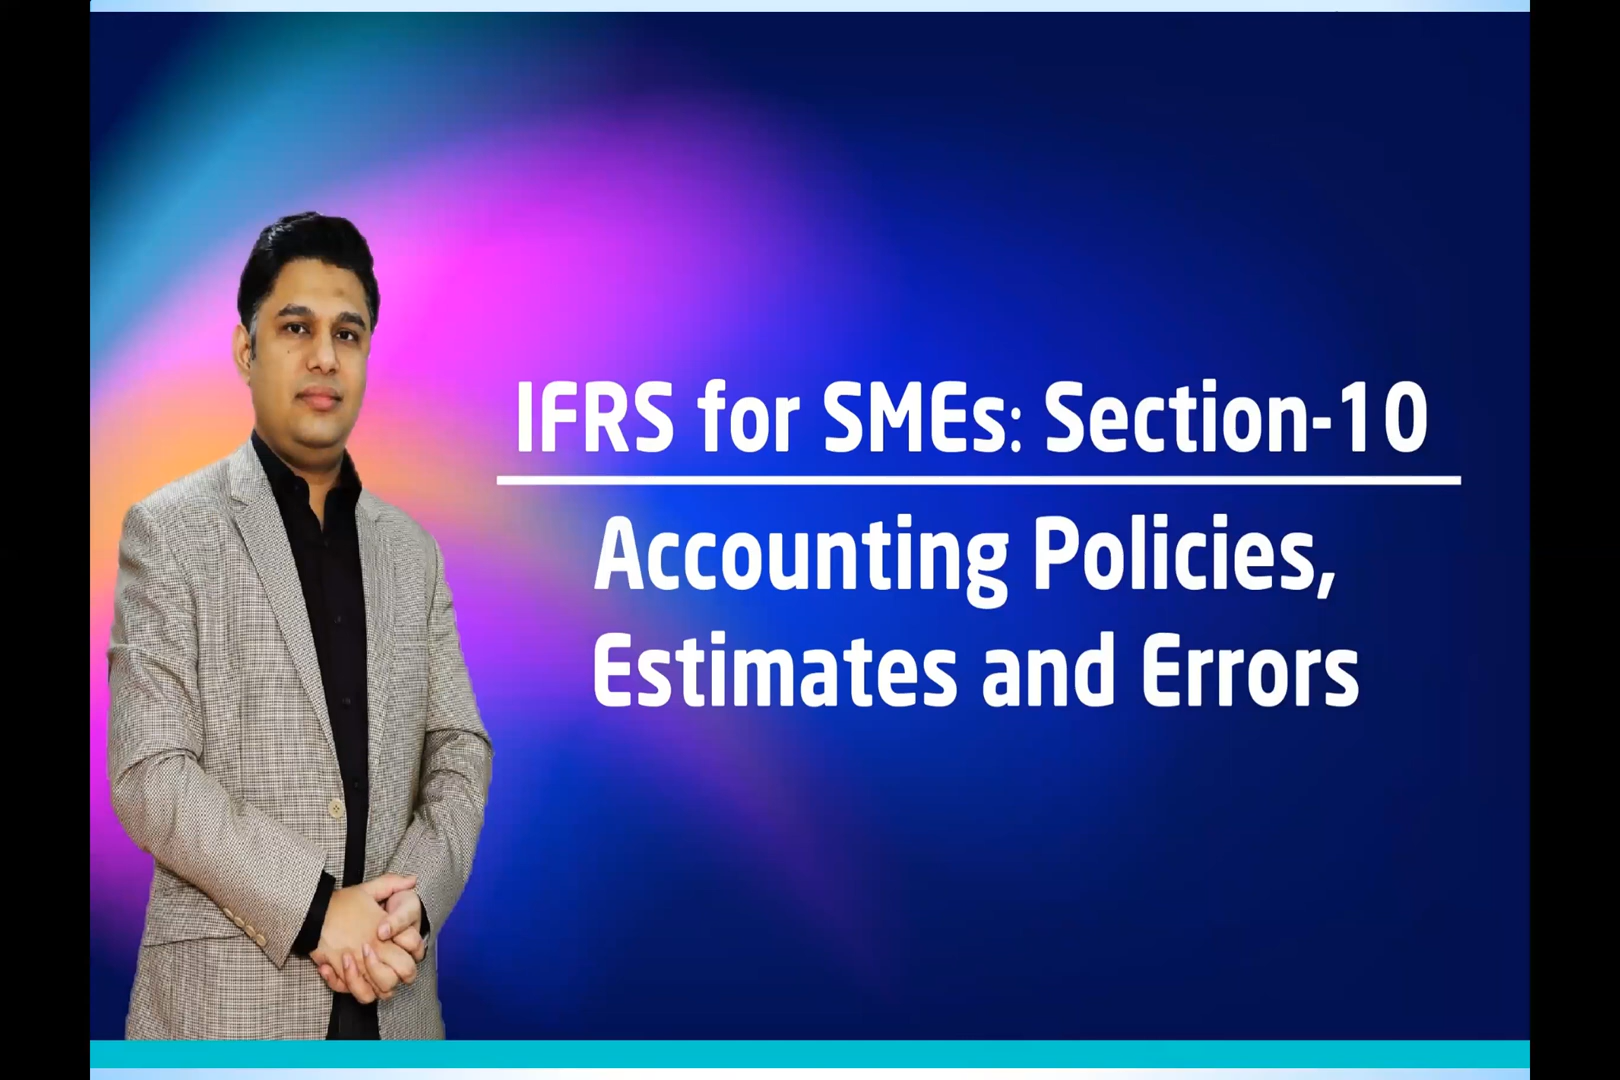 IFRS for SMEs: Section-10
Accounting Policies,
Estimates and Errors